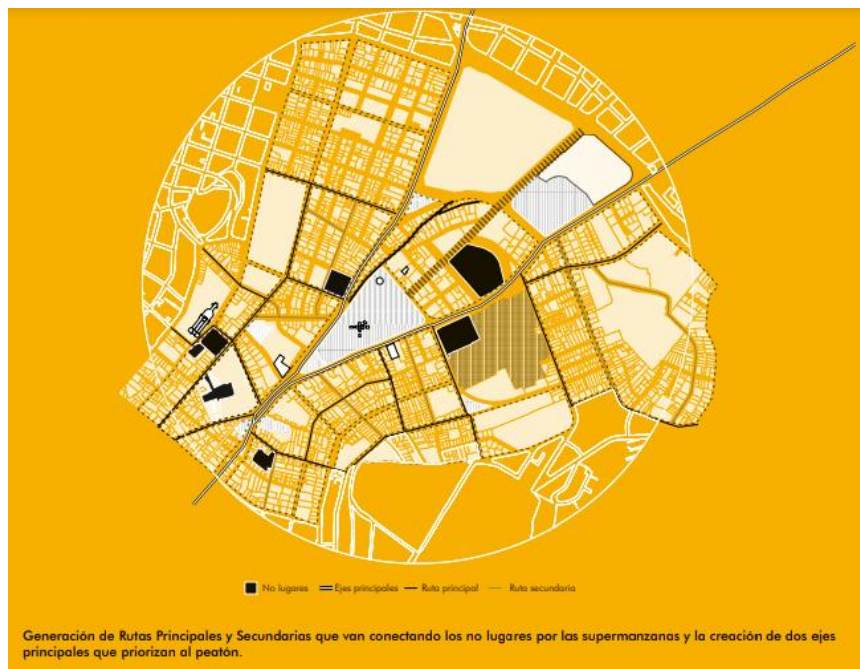 No lugares Ejes principales Ruta principal Ruta secundaria
Generación de Rutas Principales y Secundarias que van conectando los no lugares por las supermanzanas y la creación de dos ejes
principales que priorizan al peatón.